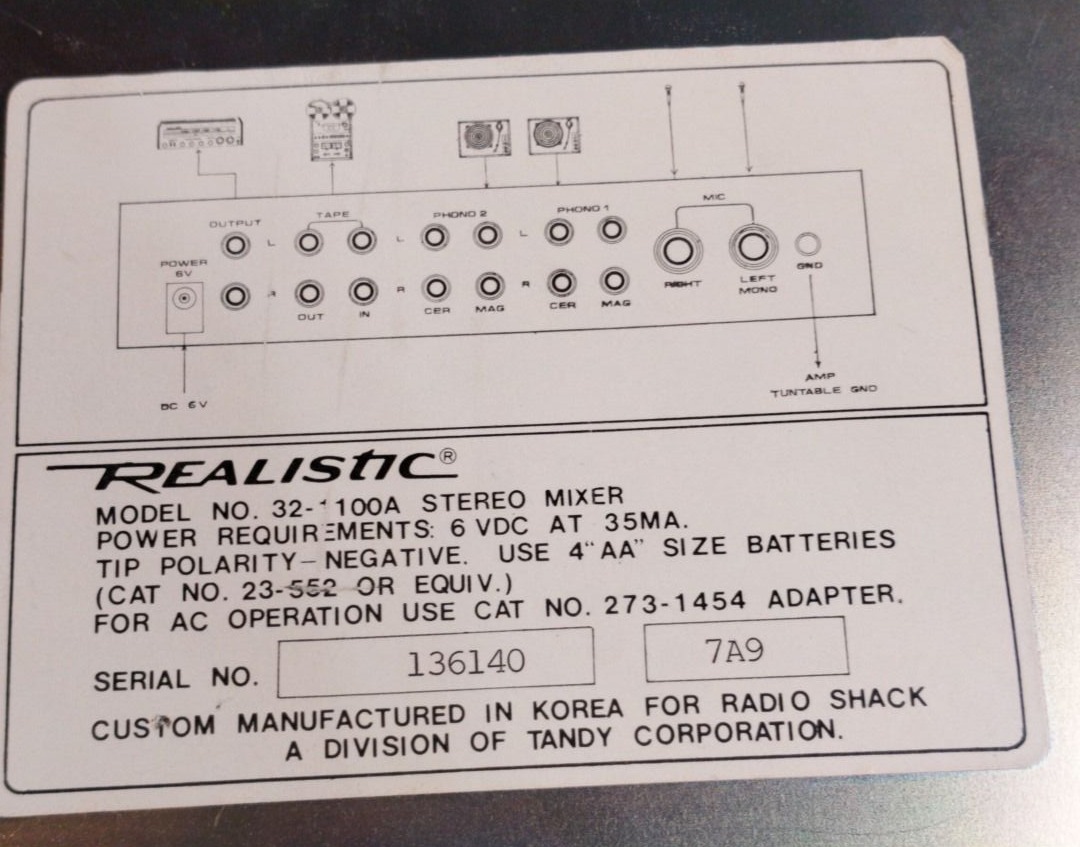 OUTPUT
TAPE
PHONO 2
PHONO 1
MIC
L L L
POWER
6V
GND
RIGHT
LEFT
MONO
R R R
OUT IN CER MAG CER MAG
DC 6V
AMP
TUNTABLE GND
REALISTIC®
MODEL NO. 32-1100A STEREO MIXER
POWER REQUIREMENTS: 6 VDC AT 35MA.
TIP POLARITY–NEGATIVE. USE 4"AA" SIZE BATTERIES
(CAT NO. 23-552 OR EQUIV.)
FOR AC OPERATION USE CAT NO. 273-1454 ADAPTER.
SERIAL NO. 136140 7A9
CUSTOM MANUFACTURED IN KOREA FOR RADIO SHACK
A DIVISION OF TANDY CORPORATION.